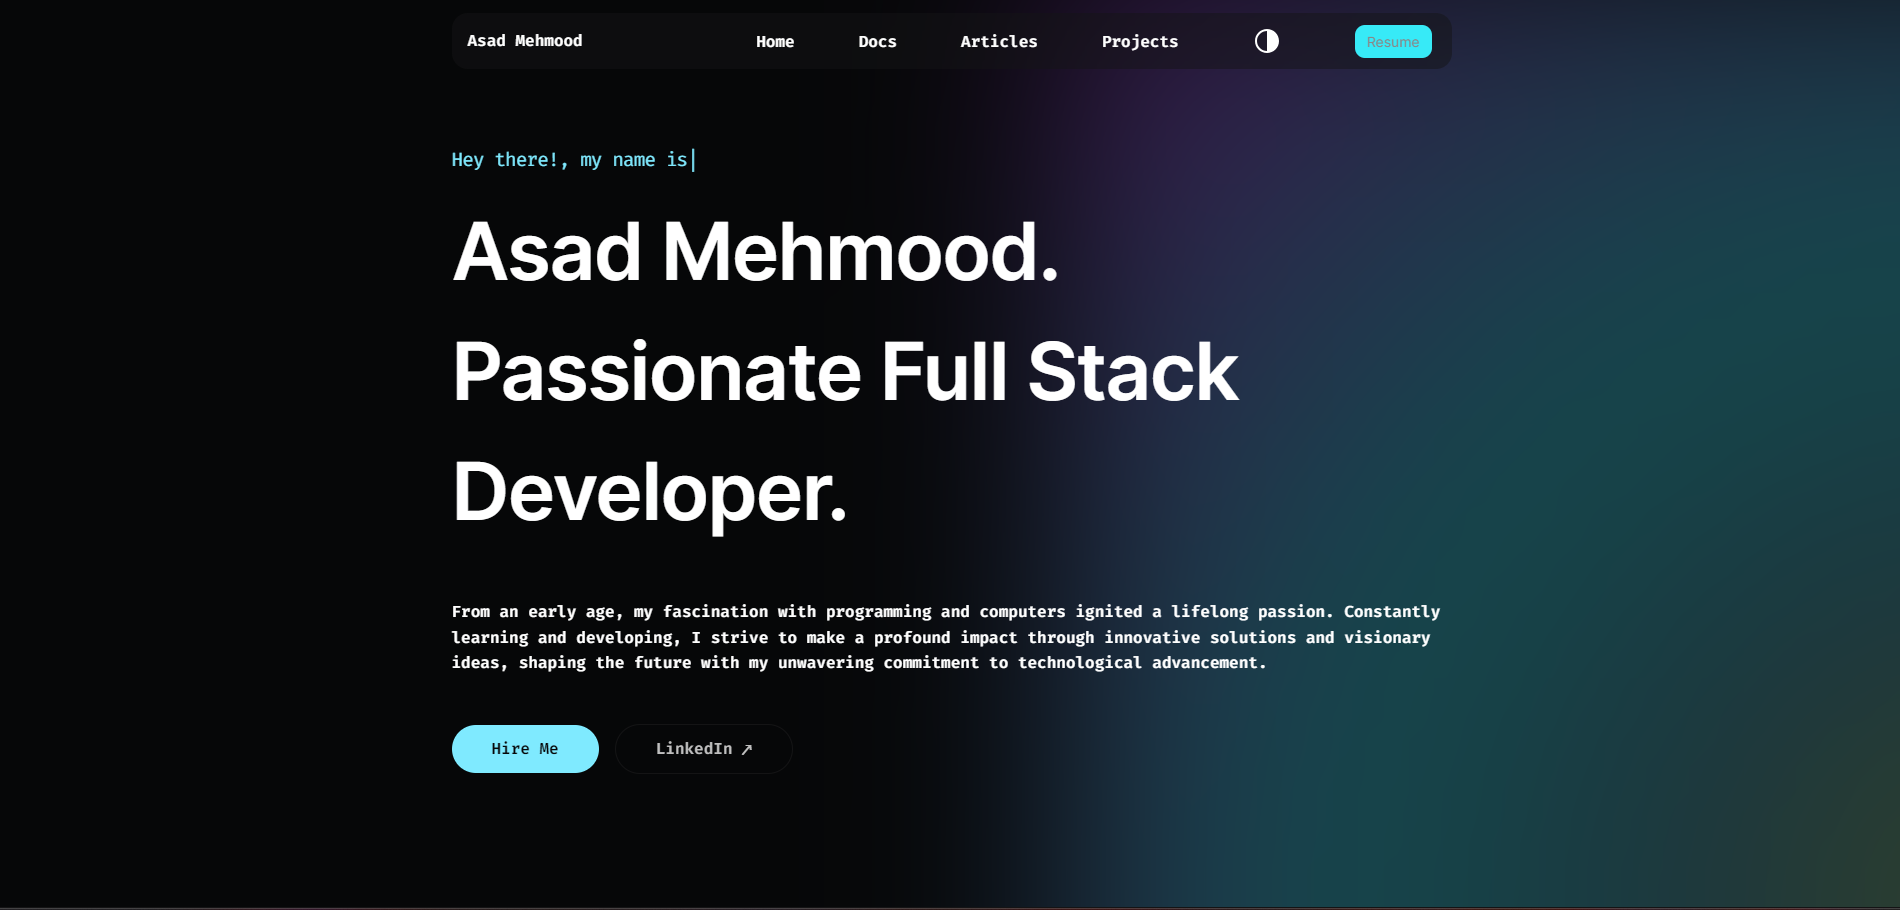 Asad Mehmood Home Docs Articles Projects Resume
Hey there!, my name is
Asad Mehmood.
Passionate Full Stack
Developer.
From an early age, my fascination with programming and computers ignited a lifelong passion. Constantly
learning and developing, I strive to make a profound impact through innovative solutions and visionary
ideas, shaping the future with my unwavering commitment to technological advancement.
Hire Me LinkedIn ↗